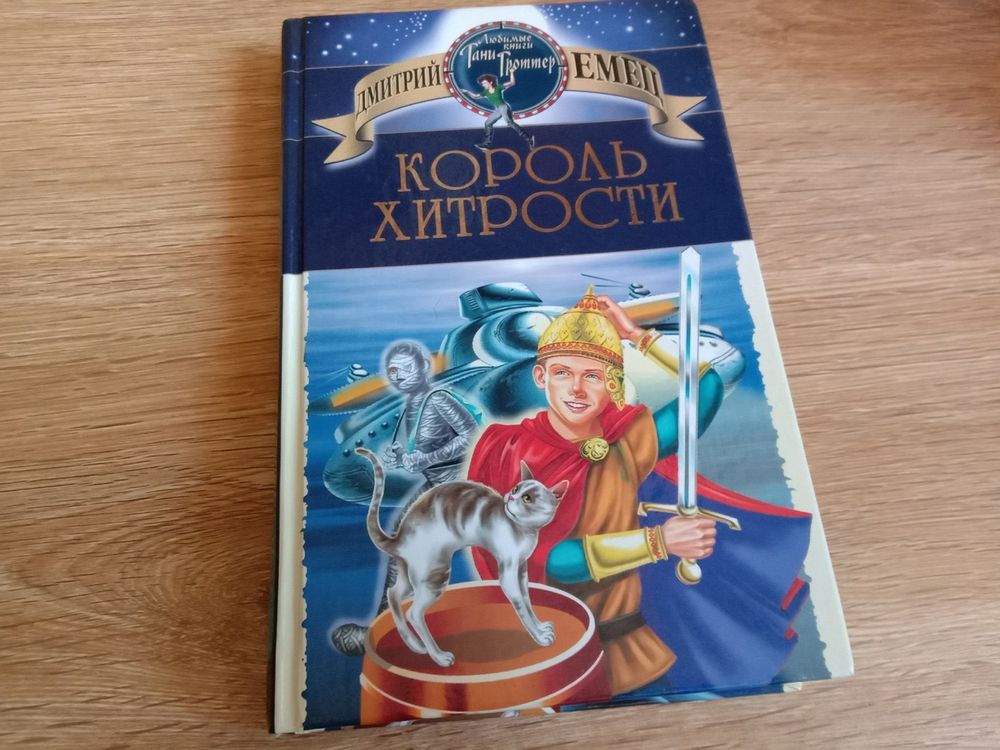 Любимые
книги
Тани Гроттер
ДМИТРИЙ ЕМЕЦ
КОРОЛЬ
ХИТРОСТИ